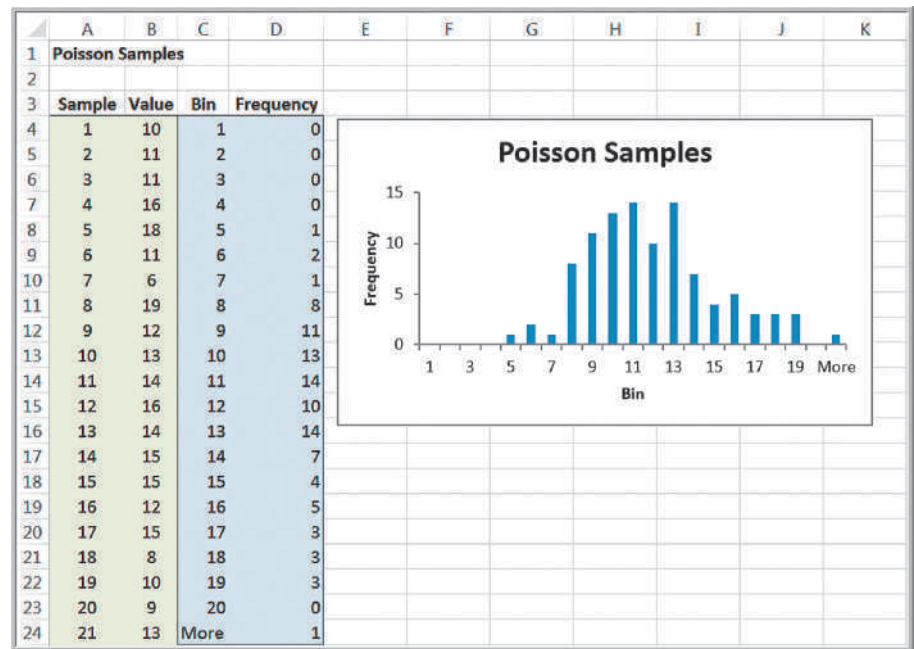 A B C D E F G H I J K
1 Poisson Samples
2
3 Sample Value Bin Frequency
4 1 10 1 0
5 2 11 2 0
6 3 11 3 0
7 4 16 4 0
8 5 18 5 1
9 6 11 6 2
10 7 6 7 1
11 8 19 8 8
12 9 12 9 11
13 10 13 10 13
14 11 14 11 14
15 12 16 12 10
16 13 14 13 14
17 14 15 14 7
18 15 15 15 4
19 16 12 16 5
20 17 15 17 3
21 18 8 18 3
22 19 10 19 3
23 20 9 20 0
24 21 13 More 1
Poisson Samples
Frequency
15
10
5
0
1 3 5 7 9 11 13 15 17 19 More
Bin